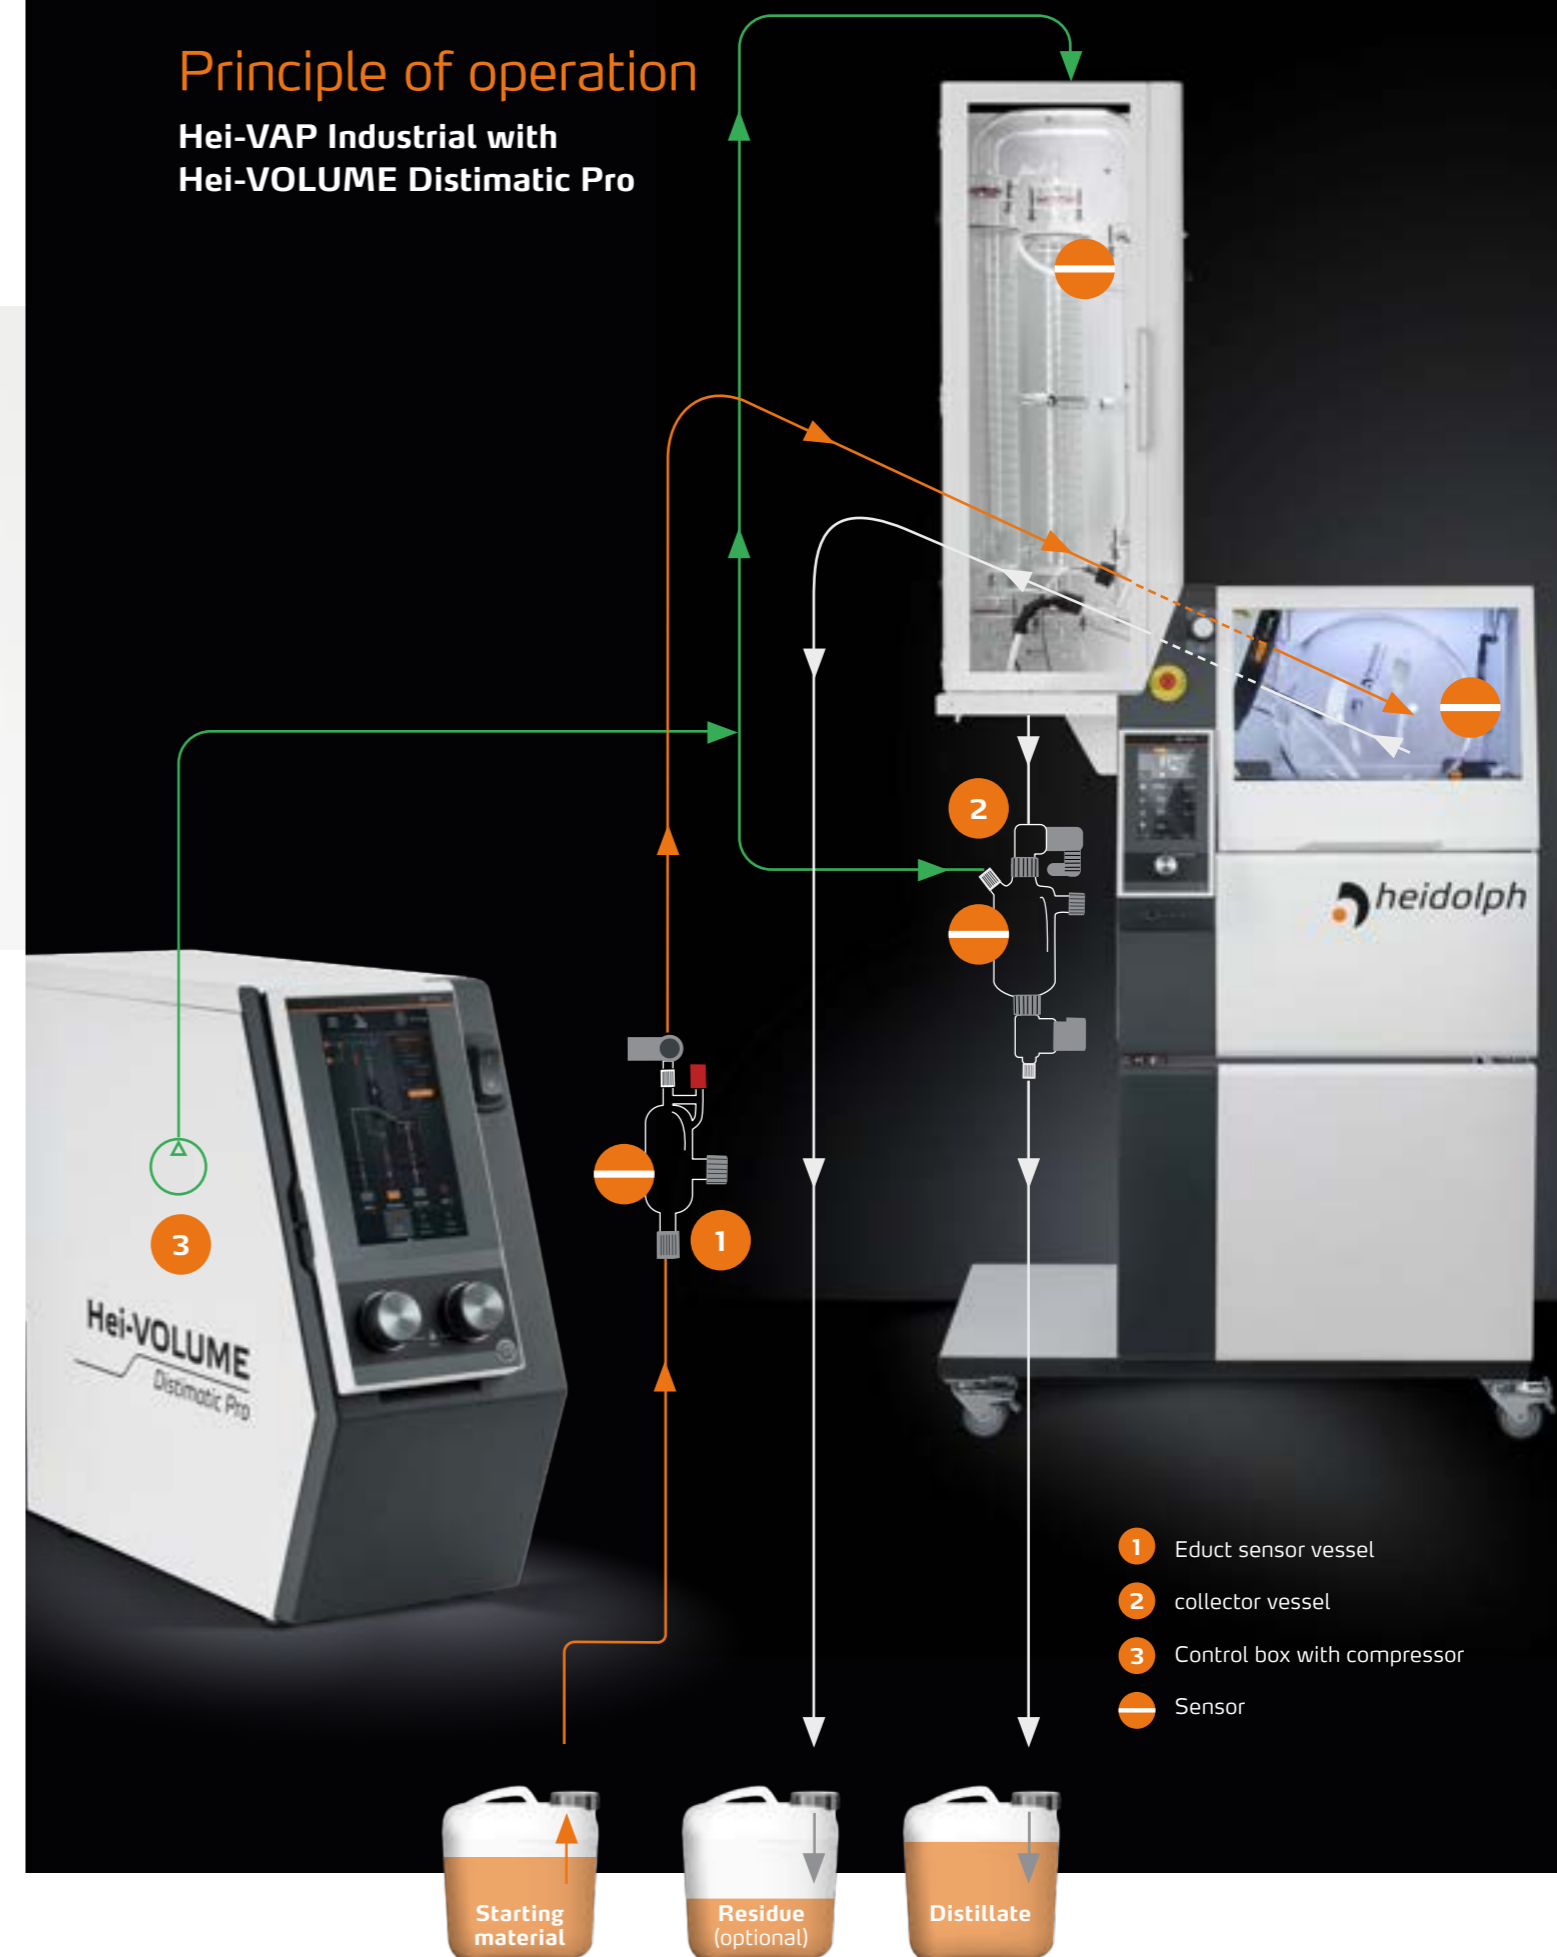 Principle of operation
Hei-VAP Industrial with
Hei-VOLUME Distimatic Pro
2
heidolph
1
3
Hei-VOLUME
Distimatic Pro
1 Educt sensor vessel
2 collector vessel
3 Control box with compressor
Sensor
Starting
material
Residue
(optional)
Distillate